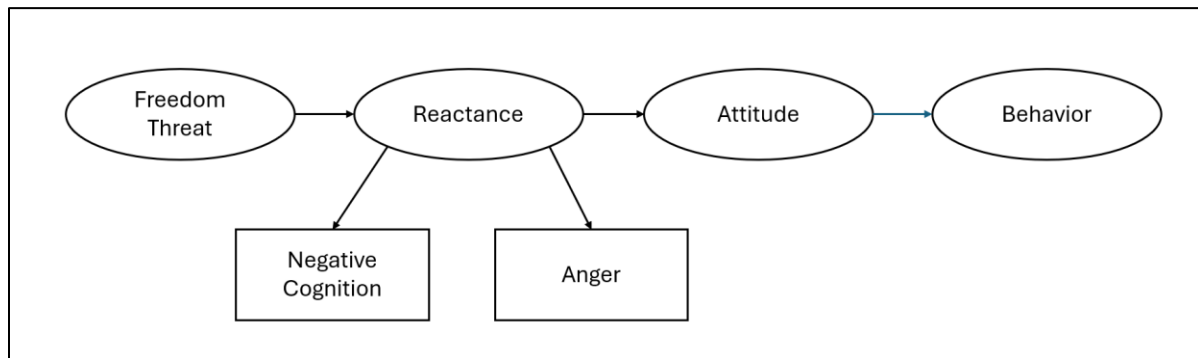 Freedom
Threat
Reactance
Attitude
Behavior
Negative
Cognition
Anger